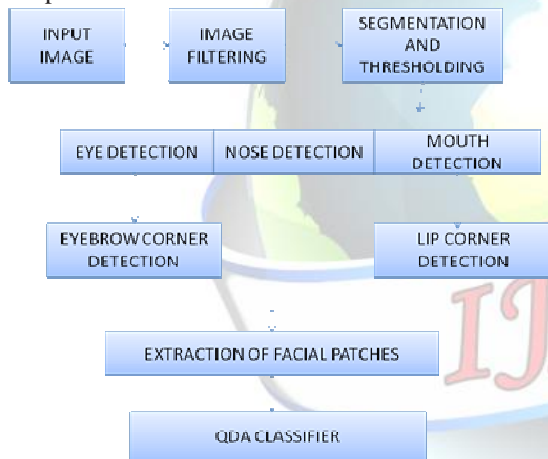 INPUT
IMAGE
IMAGE
FILTERING
SEGMENTATION
AND
THRESHOLDING
EYE DETECTION
NOSE DETECTION
MOUTH
DETECTION
EYEBROW CORNER
DETECTION
LIP CORNER
DETECTION
EXTRACTION OF FACIAL PATCHES
QDA CLASSIFIER